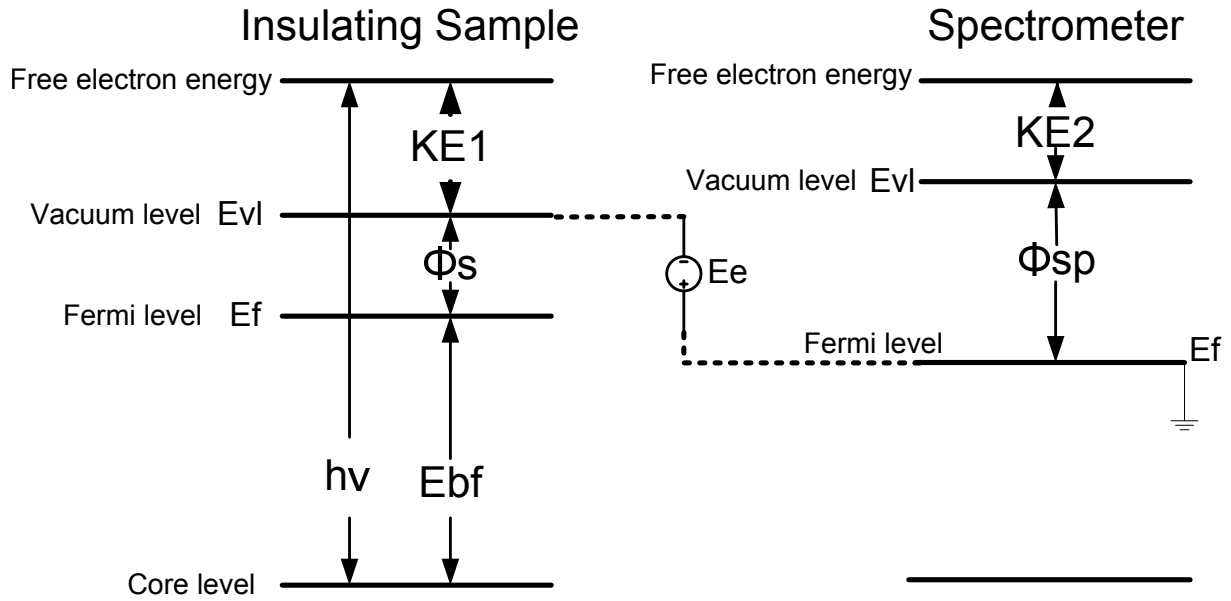 Insulating Sample
Spectrometer
Free electron energy
Free electron energy
KE1
KE2
Vacuum level Evl
Vacuum level Evl
Φs
Ee
Φsp
Fermi level Ef
Fermi level
Ef
hv
Ebf
Core level